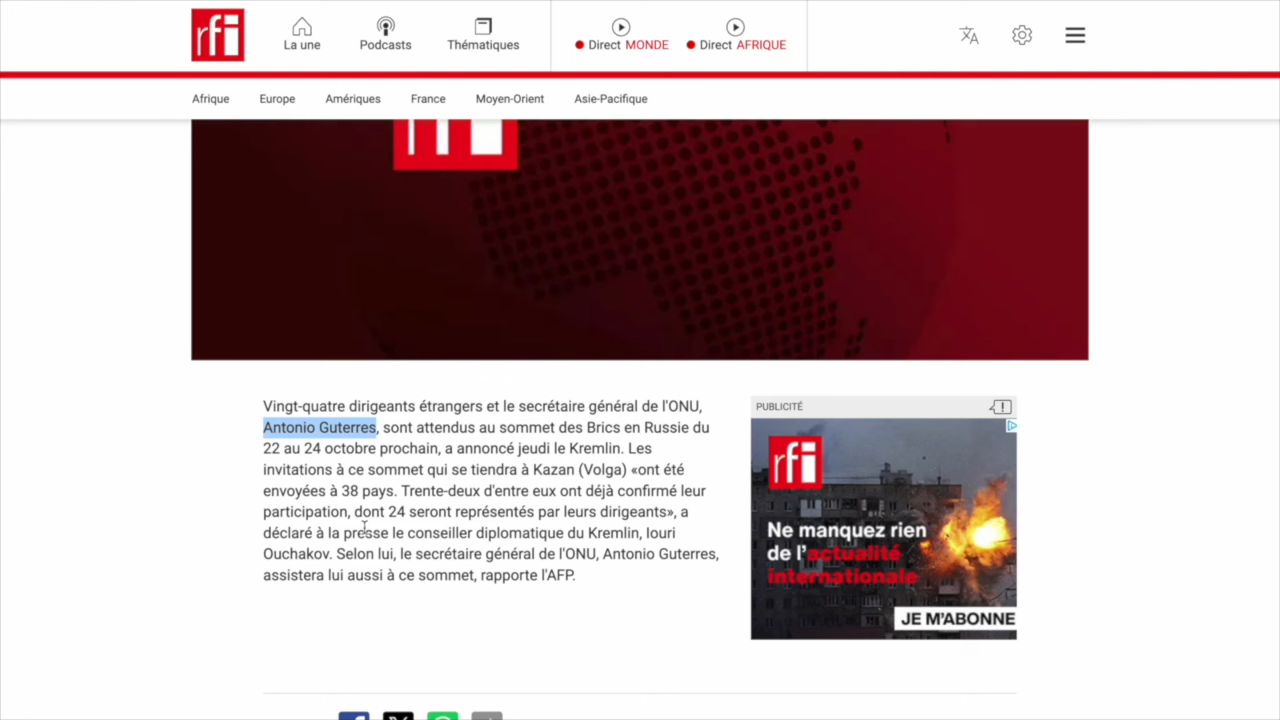 rfi
La une
Podcasts
Thématiques
Direct MONDE
Direct AFRIQUE
Afrique
Europe
Amériques
France
Moyen-Orient
Asie-Pacifique
Vingt-quatre dirigeants étrangers et le secrétaire général de l'ONU,
Antonio Guterres, sont attendus au sommet des Brics en Russie du
22 au 24 octobre prochain, a annoncé jeudi le Kremlin. Les
invitations à ce sommet qui se tiendra à Kazan (Volga) «ont été
envoyées à 38 pays. Trente-deux d'entre eux ont déjà confirmé leur
participation, dont 24 seront représentés par leurs dirigeants», a
déclaré à la presse le conseiller diplomatique du Kremlin, Iouri
Ouchakov. Selon lui, le secrétaire général de l'ONU, Antonio Guterres,
assistera lui aussi à ce sommet, rapporte l'AFP.
PUBLICITÉ
rfi
Ne manquez rien
de l'actualité
internationale
JE M'ABONNE